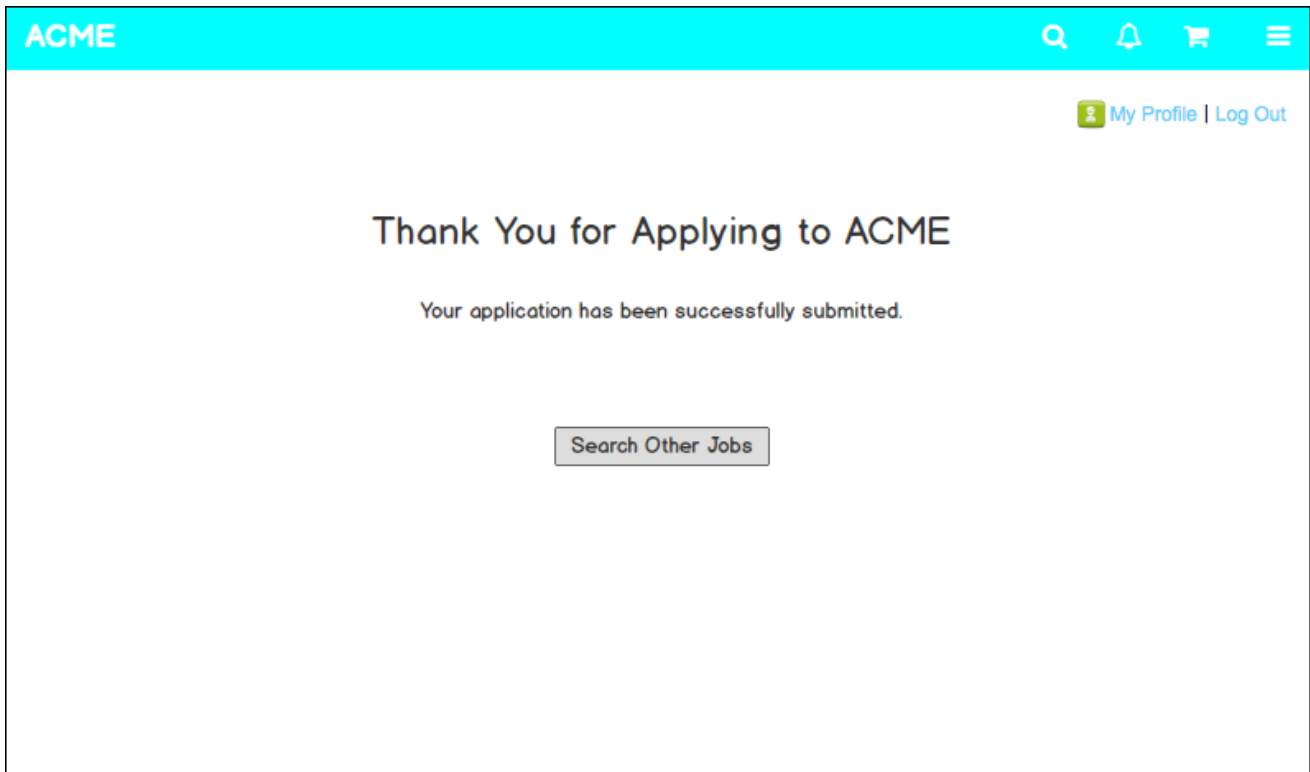 ACME
My Profile | Log Out
Thank You for Applying to ACME
Your application has been successfully submitted.
Search Other Jobs